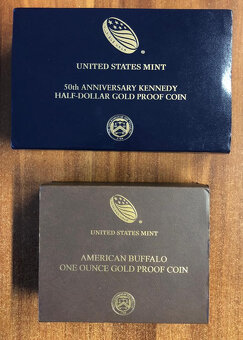 UNITED STATES MINT
50th ANNIVERSARY KENNEDY
HALF-DOLLAR GOLD PROOF COIN
UNITED STATES MINT
AMERICAN BUFFALO
ONE OUNCE GOLD PROOF COIN